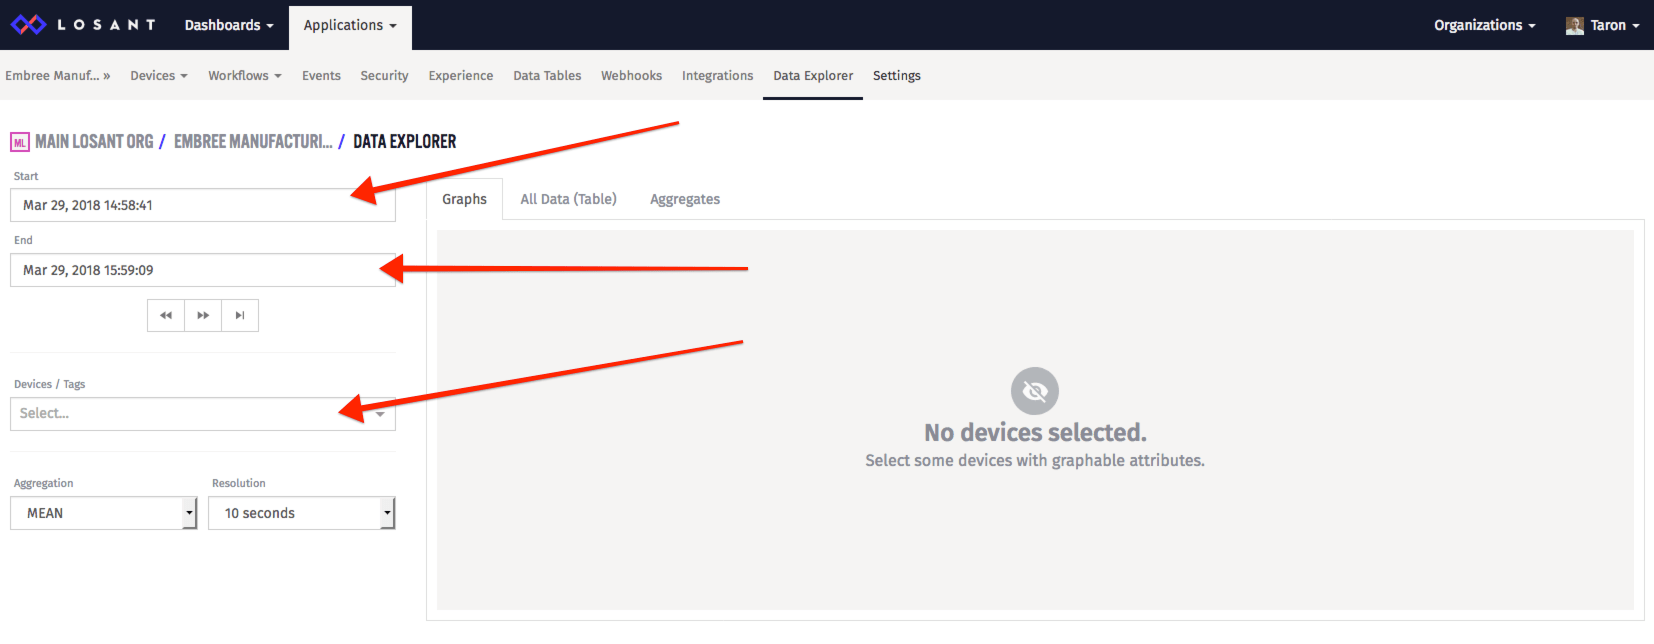 LOSANT Dashboards Applications Organizations Taron
Embree Manuf... » Devices Workflows Events Security Experience Data Tables Webhooks Integrations Data Explorer Settings
ML MAIN LOSANT ORG / EMBREE MANUFACTURI... / DATA EXPLORER
Start
Mar 29, 2018 14:58:41
Graphs All Data (Table) Aggregates
End
Mar 29, 2018 15:59:09
Devices / Tags
Select...
No devices selected.
Select some devices with graphable attributes.
Aggregation Resolution
MEAN 10 seconds